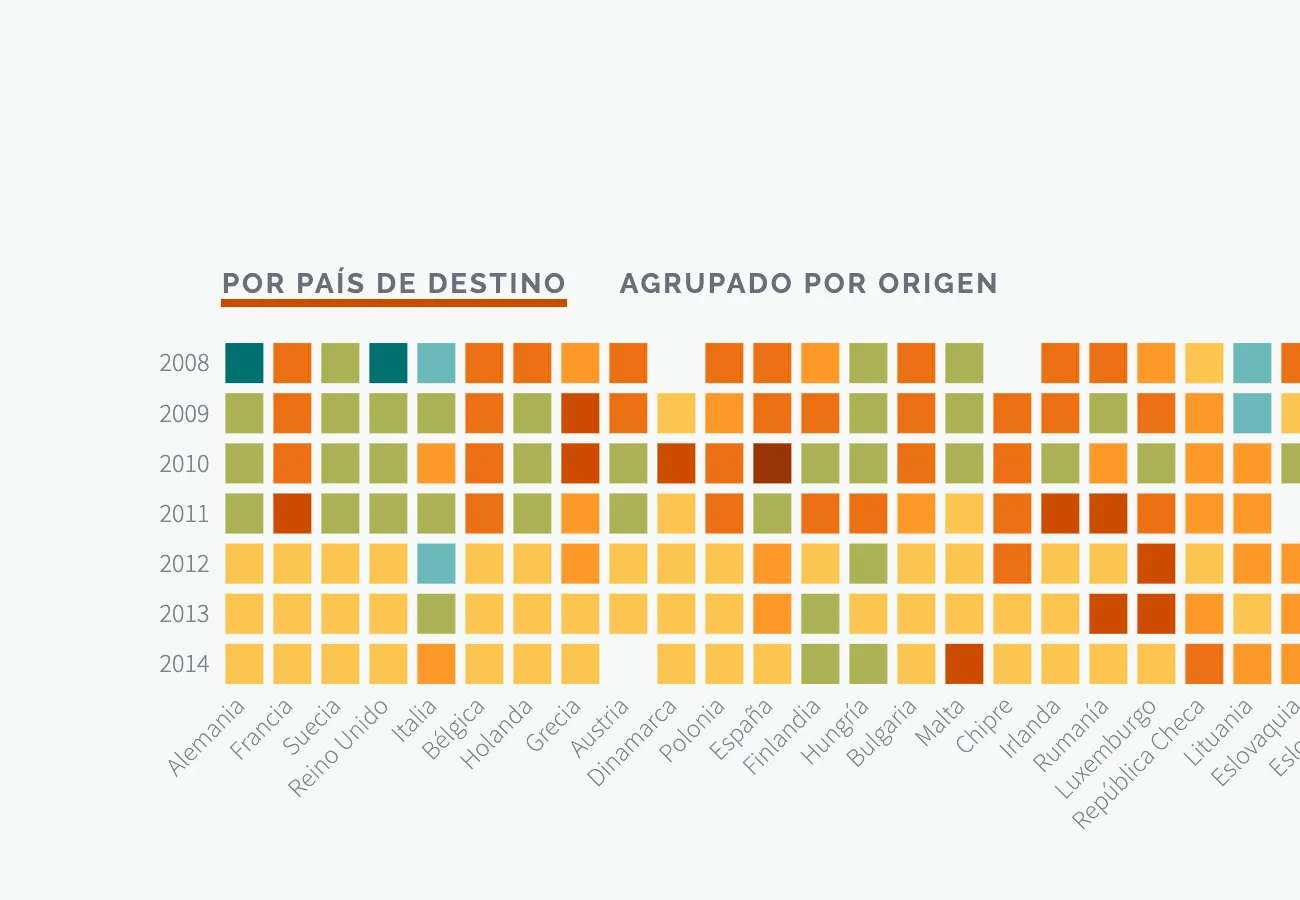 POR PAÍS DE DESTINO AGRUPADO POR ORIGEN
2008
2009
2010
2011
2012
2013
2014
Alemania
Francia
Suecia
Reino Unido
Italia
Bélgica
Holanda
Grecia
Austria
Dinamarca
Polonia
España
Finlandia
Hungría
Bulgaria
Malta
Chipre
Irlanda
Rumanía
Luxemburgo
República Checa
Lituania
Eslovaquia